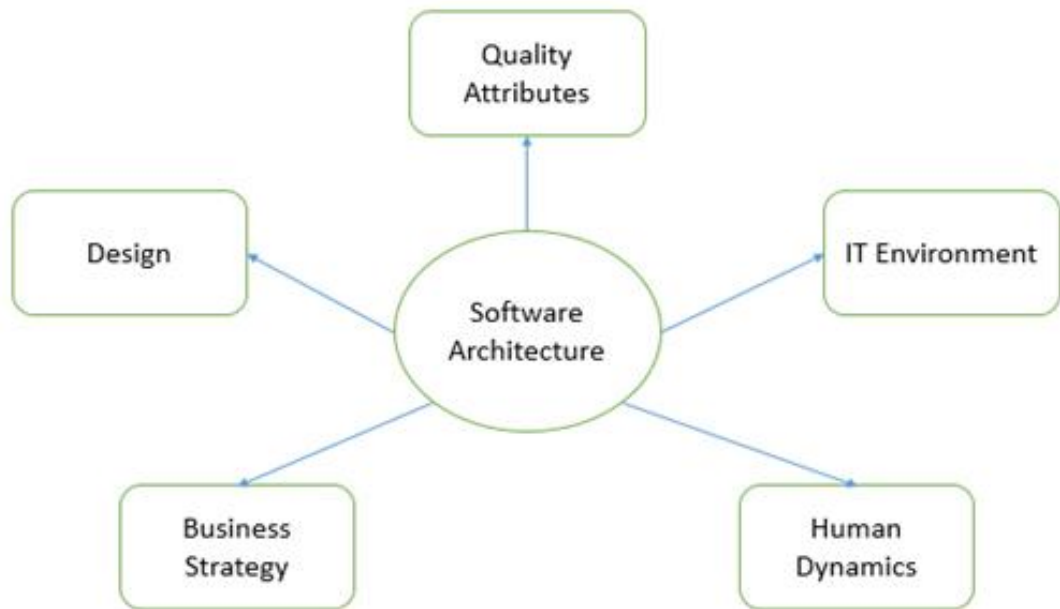 Quality
Attributes
Design
IT Environment
Software
Architecture
Business
Strategy
Human
Dynamics